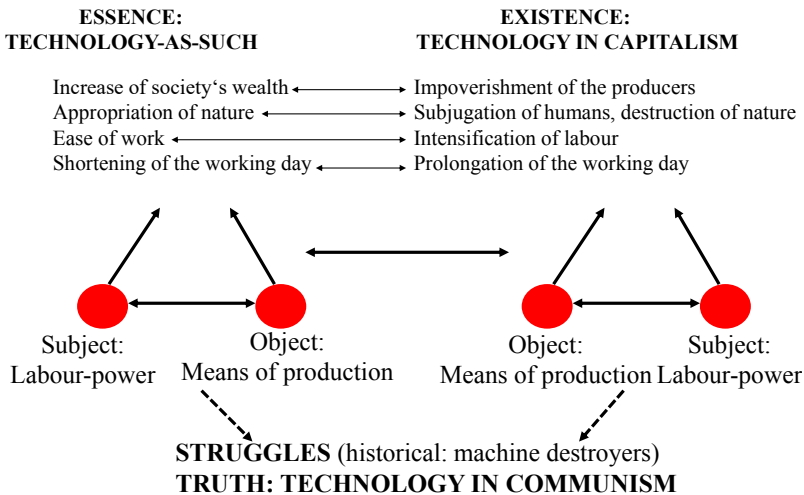 ESSENCE:
TECHNOLOGY-AS-SUCH
EXISTENCE:
TECHNOLOGY IN CAPITALISM
Increase of society‘s wealth
Impoverishment of the producers
Appropriation of nature
Subjugation of humans, destruction of nature
Ease of work
Intensification of labour
Shortening of the working day
Prolongation of the working day
Subject:
Labour-power
Object:
Means of production
Object:
Means of production
Subject:
Labour-power
STRUGGLES (historical: machine destroyers)
TRUTH: TECHNOLOGY IN COMMUNISM